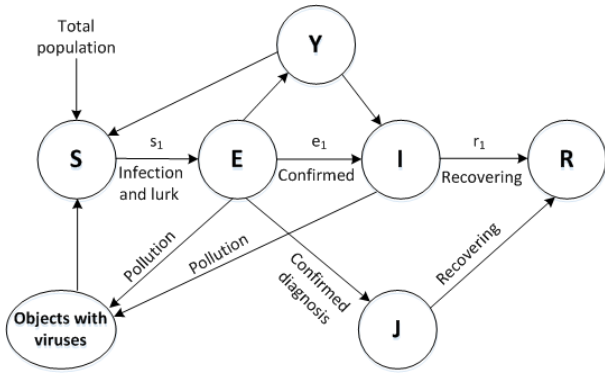 Total
population
Y
S
s1
Infection
and lurk
E
e1
Confirmed
I
r1
Recovering
R
Pollution
Pollution
Confirmed
diagnosis
Recovering
Objects with
viruses
J